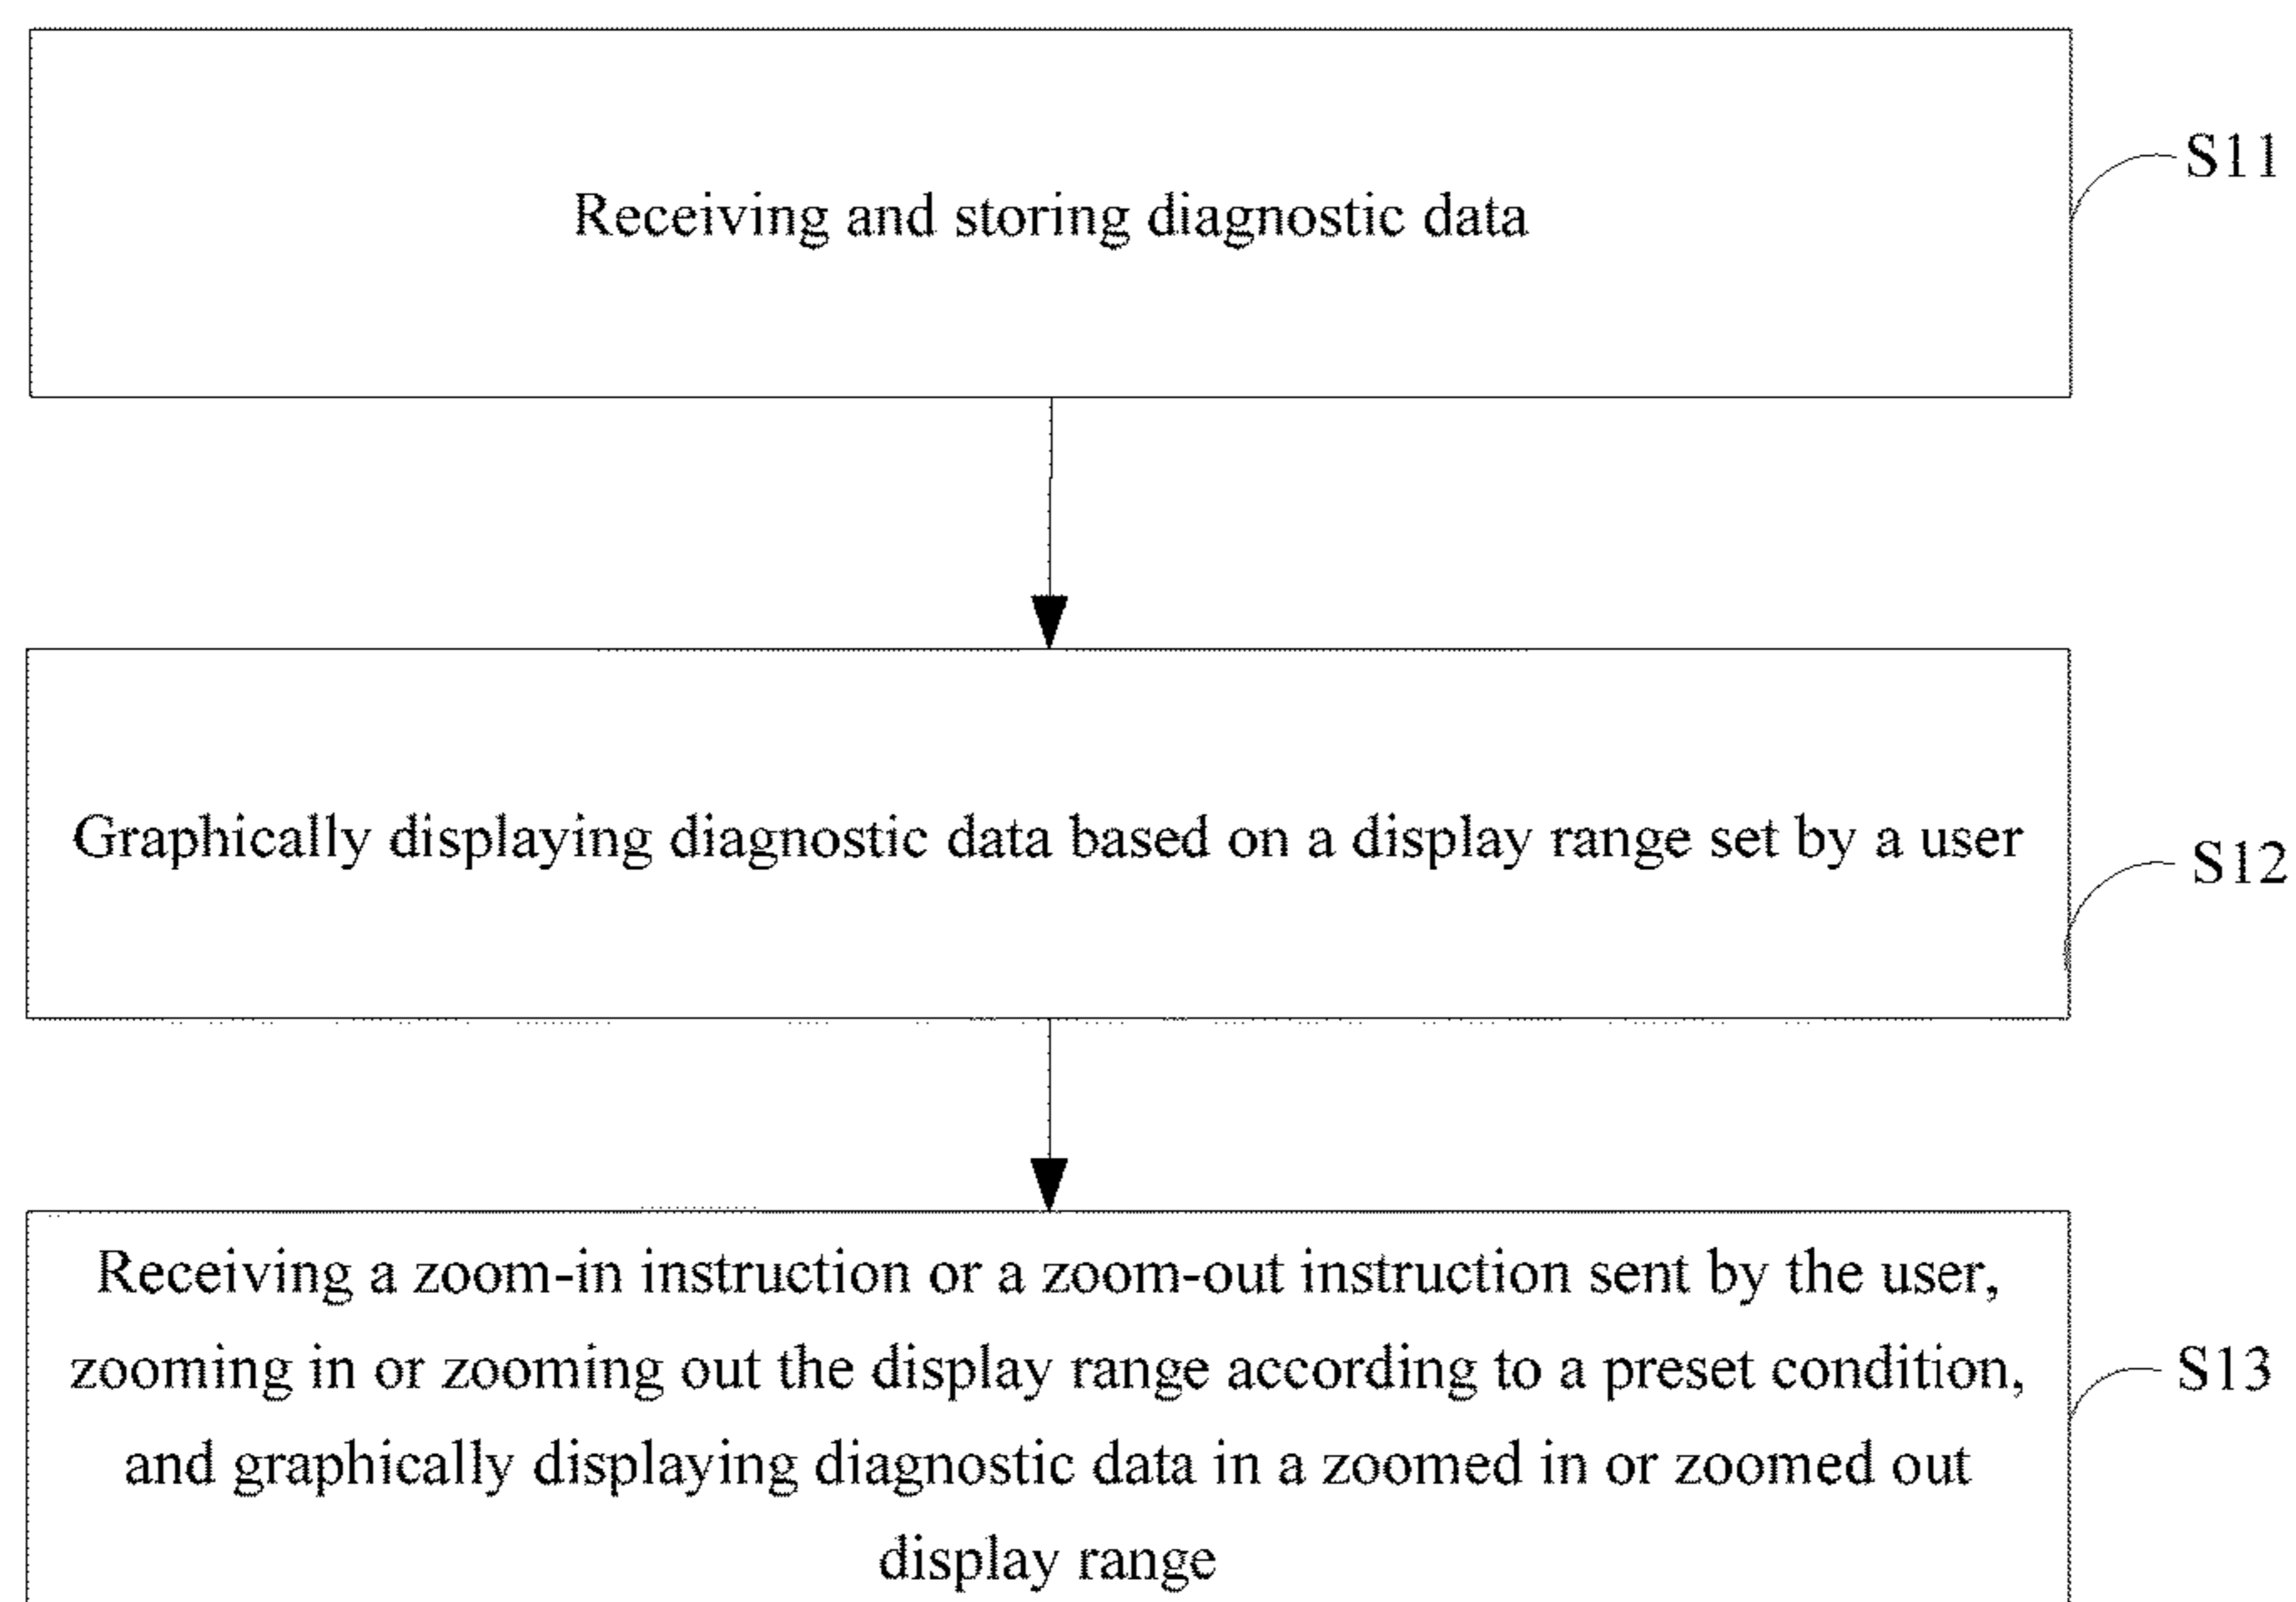 Receiving and storing diagnostic data
S11
Graphically displaying diagnostic data based on a display range set by a user
S12
Receiving a zoom-in instruction or a zoom-out instruction sent by the user,
zooming in or zooming out the display range according to a preset condition,
and graphically displaying diagnostic data in a zoomed in or zoomed out
display range
S13